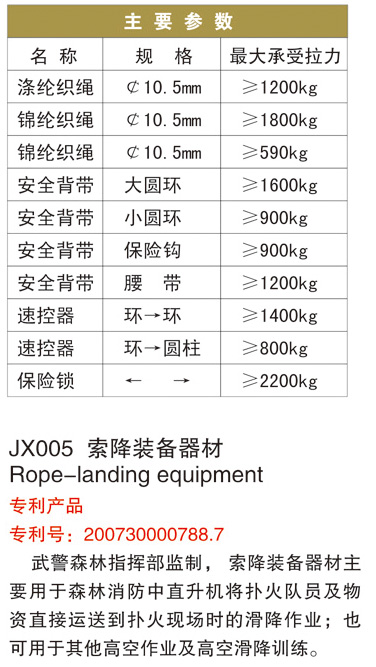 主要参数
名 称 规 格 最大承受拉力
涤纶织绳 ₵10.5mm ≥1200kg
锦纶织绳 ₵10.5mm ≥1800kg
锦纶织绳 ₵10.5mm ≥590kg
安全背带 大圆环 ≥1600kg
安全背带 小圆环 ≥900kg
安全背带 保险钩 ≥900kg
安全背带 腰 带 ≥1200kg
速控器 环→环 ≥1400kg
速控器 环→圆柱 ≥800kg
保险锁 ← → ≥2200kg
JX005 索降装备器材
Rope-landing equipment
专利产品
专利号：200730000788.7
武警森林指挥部监制，索降装备器材主
要用于森林消防中直升机将扑火队员及物
资直接运送到扑火现场时的滑降作业；也
可用于其他高空作业及高空滑降训练。